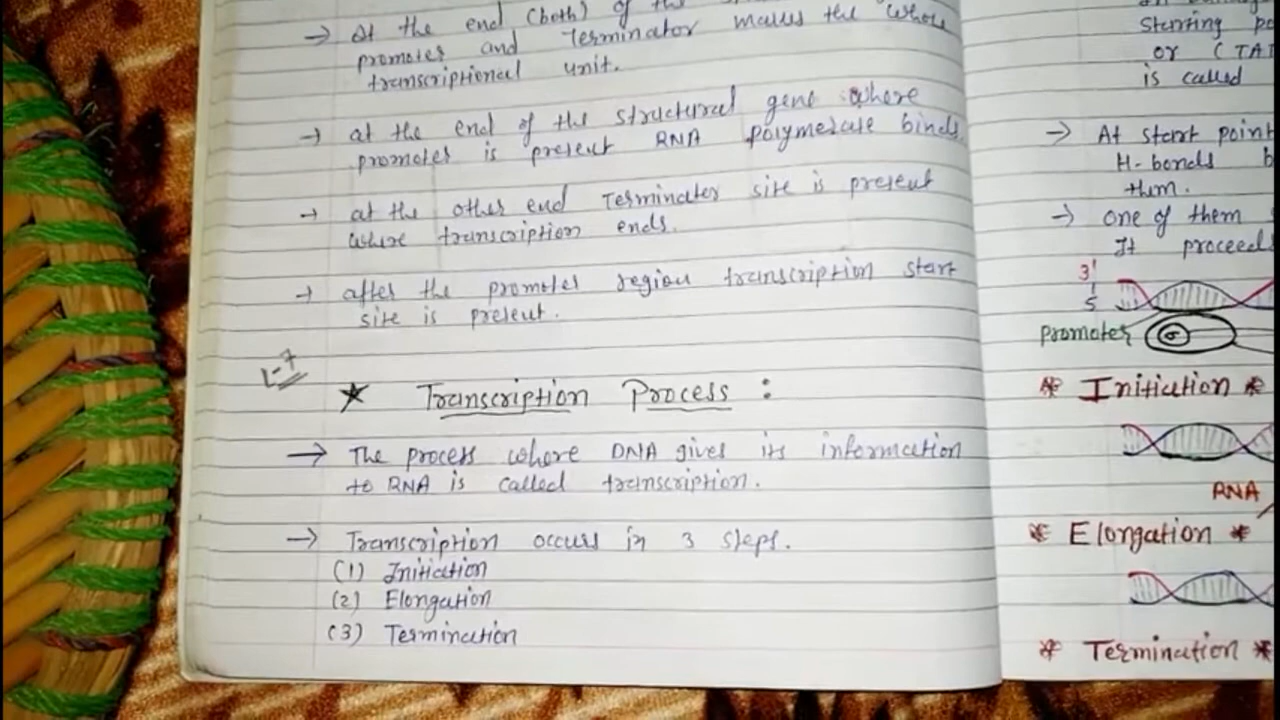 → At the end (both) of the
promoter and Terminator makes the whole
transcriptional unit.
→ at the end of the structural gene where
promoter is present RNA polymerase binds.
→ at the other end Terminater site is present
where transcription ends.
→ after the promoter region transcription start
site is present.
L-7
★ Transcription Process :
→ The process where DNA gives its information
to RNA is called transcription.
→ Transcription occurs in 3 steps.
(1) Initiation
(2) Elongation
(3) Termination
Starting
or (TAT
is called
→ At start point
H-bonds
them.
→ one of them
It proceeds
3'
5
promoter
σ
* Initiation *
RNA
* Elongation *
* Termination *